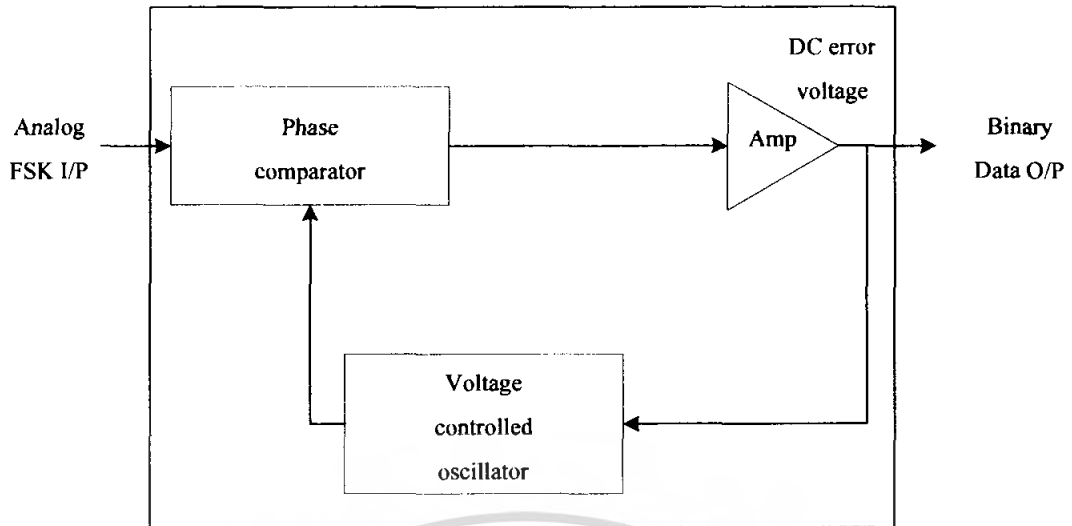 DC error
voltage
Analog
FSK I/P
Phase
comparator
Amp
Binary
Data O/P
Voltage
controlled
oscillator